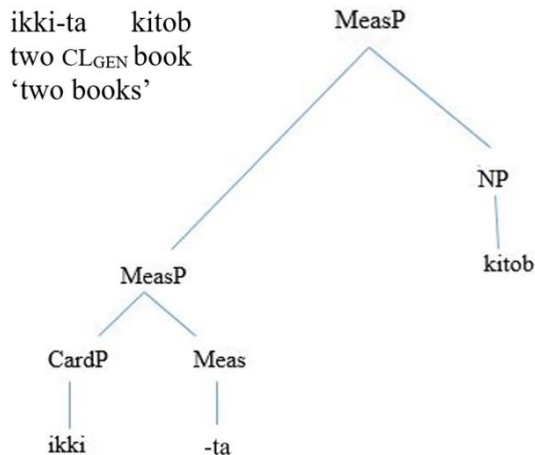 ikki-ta kitob
two CLGEN book
‘two books’
MeasP
NP
kitob
MeasP
CardP Meas
ikki -ta